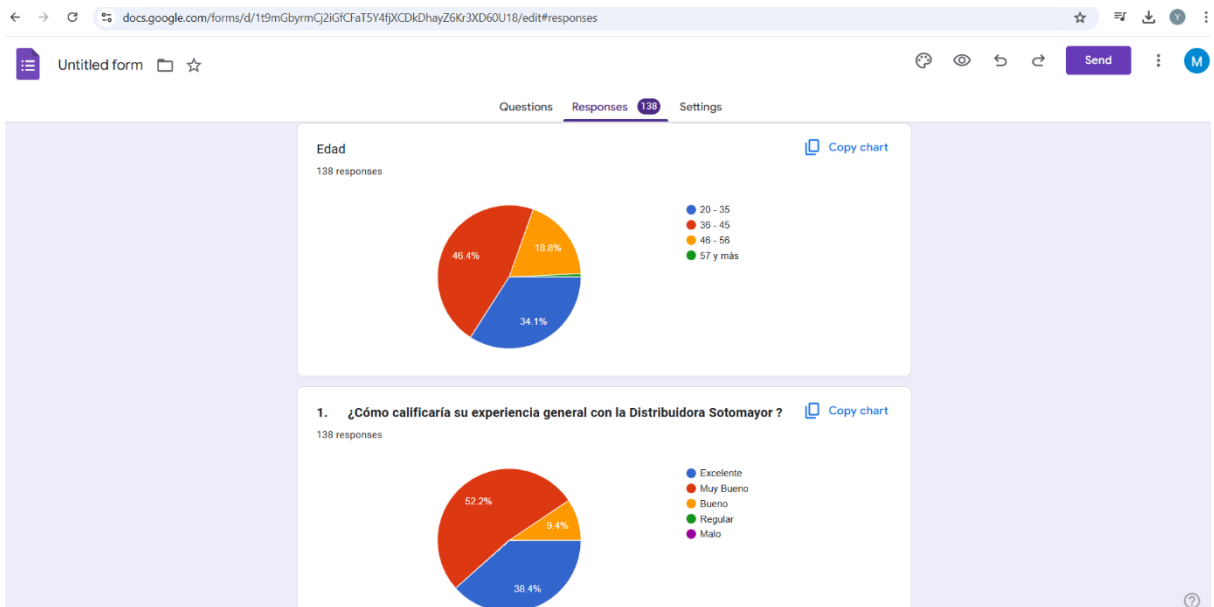 docs.google.com/forms/d/1t9mGbyrmCj2iGfCFaT5Y4fjXCDkDhayZ6Kr3XD60U18/edit#responses
Y
Untitled form
Send
M
Questions Responses 138 Settings
Edad
Copy chart
138 responses
20 - 35
36 - 45
46 - 56
57 y más
46.4%
18.8%
34.1%
1. ¿Cómo calificaría su experiencia general con la Distribuidora Sotomayor ?
Copy chart
138 responses
Excelente
Muy Bueno
Bueno
Regular
Malo
52.2%
9.4%
38.4%